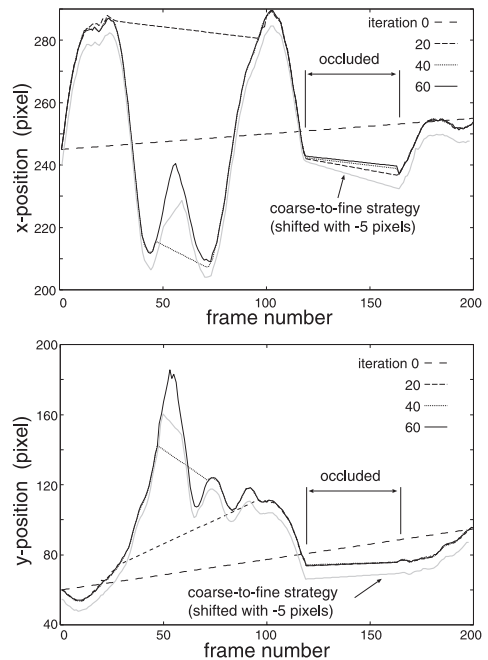 280
260
240
220
200
x-position (pixel)
iteration 0
20
40
60
occluded
coarse-to-fine strategy
(shifted with -5 pixels)
0
50
100
150
200
frame number
200
160
120
80
40
y-position (pixel)
iteration 0
20
40
60
occluded
coarse-to-fine strategy
(shifted with -5 pixels)
0
50
100
150
200
frame number